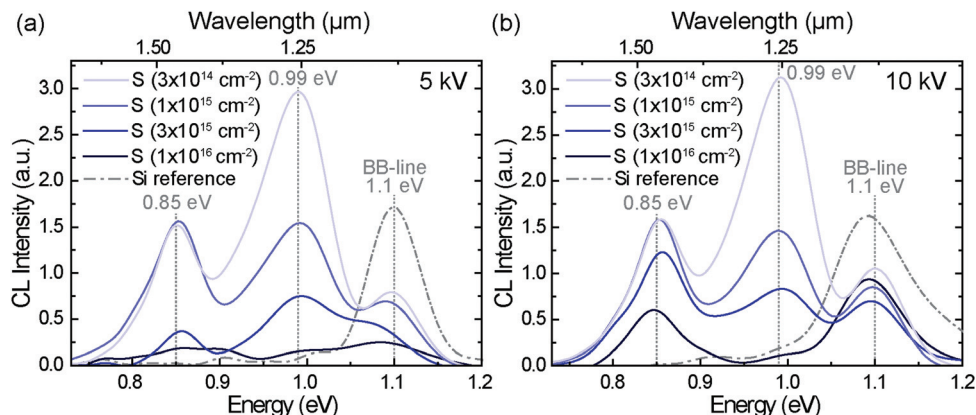 (a)
Wavelength (μm)
1.50 1.25
S (3x10¹⁴ cm⁻²)
S (1x10¹⁵ cm⁻²)
S (3x10¹⁵ cm⁻²)
S (1x10¹⁶ cm⁻²)
Si reference
0.99 eV
5 kV
BB-line
1.1 eV
0.85 eV
CL Intensity (a.u.)
3.0
2.5
2.0
1.5
1.0
0.5
0.0
0.8 0.9 1.0 1.1 1.2
Energy (eV)
(b)
Wavelength (μm)
1.50 1.25
S (3x10¹⁴ cm⁻²)
S (1x10¹⁵ cm⁻²)
S (3x10¹⁵ cm⁻²)
S (1x10¹⁶ cm⁻²)
Si reference
0.99 eV
10 kV
BB-line
1.1 eV
0.85 eV
CL Intensity (a.u.)
3.0
2.5
2.0
1.5
1.0
0.5
0.0
0.8 0.9 1.0 1.1 1.2
Energy (eV)